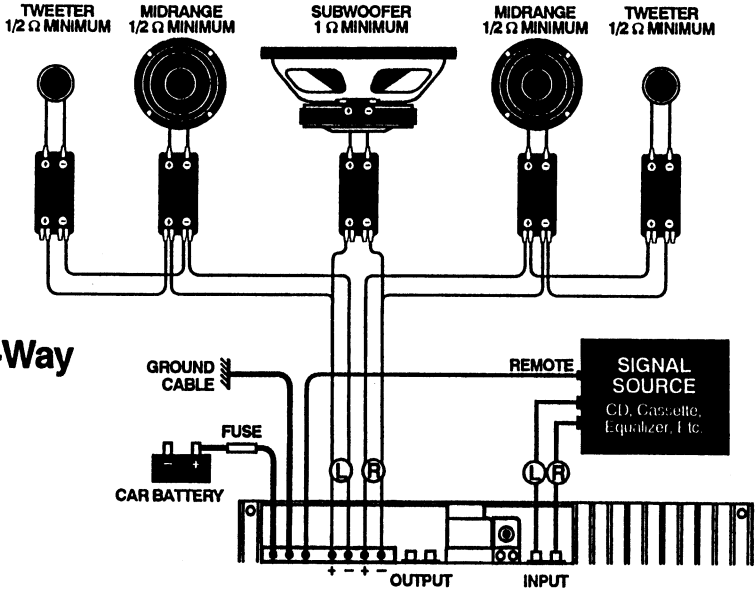 TWEETER
1/2 Ω MINIMUM
MIDRANGE
1/2 Ω MINIMUM
SUBWOOFER
1 Ω MINIMUM
MIDRANGE
1/2 Ω MINIMUM
TWEETER
1/2 Ω MINIMUM
+ −
+ −
+ −
+ −
+ −
+ −
+ −
+ −
+ −
+ −
+ −
-Way
GROUND
CABLE
REMOTE
SIGNAL
SOURCE
CD, Cassette,
Equalizer, Etc.
FUSE
− +
CAR BATTERY
L R
L R
+ − + −
OUTPUT
INPUT